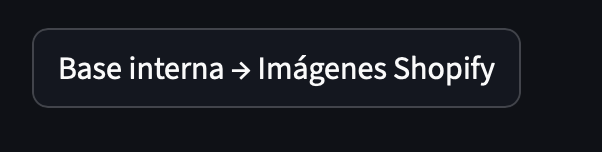 Base interna → Imágenes Shopify